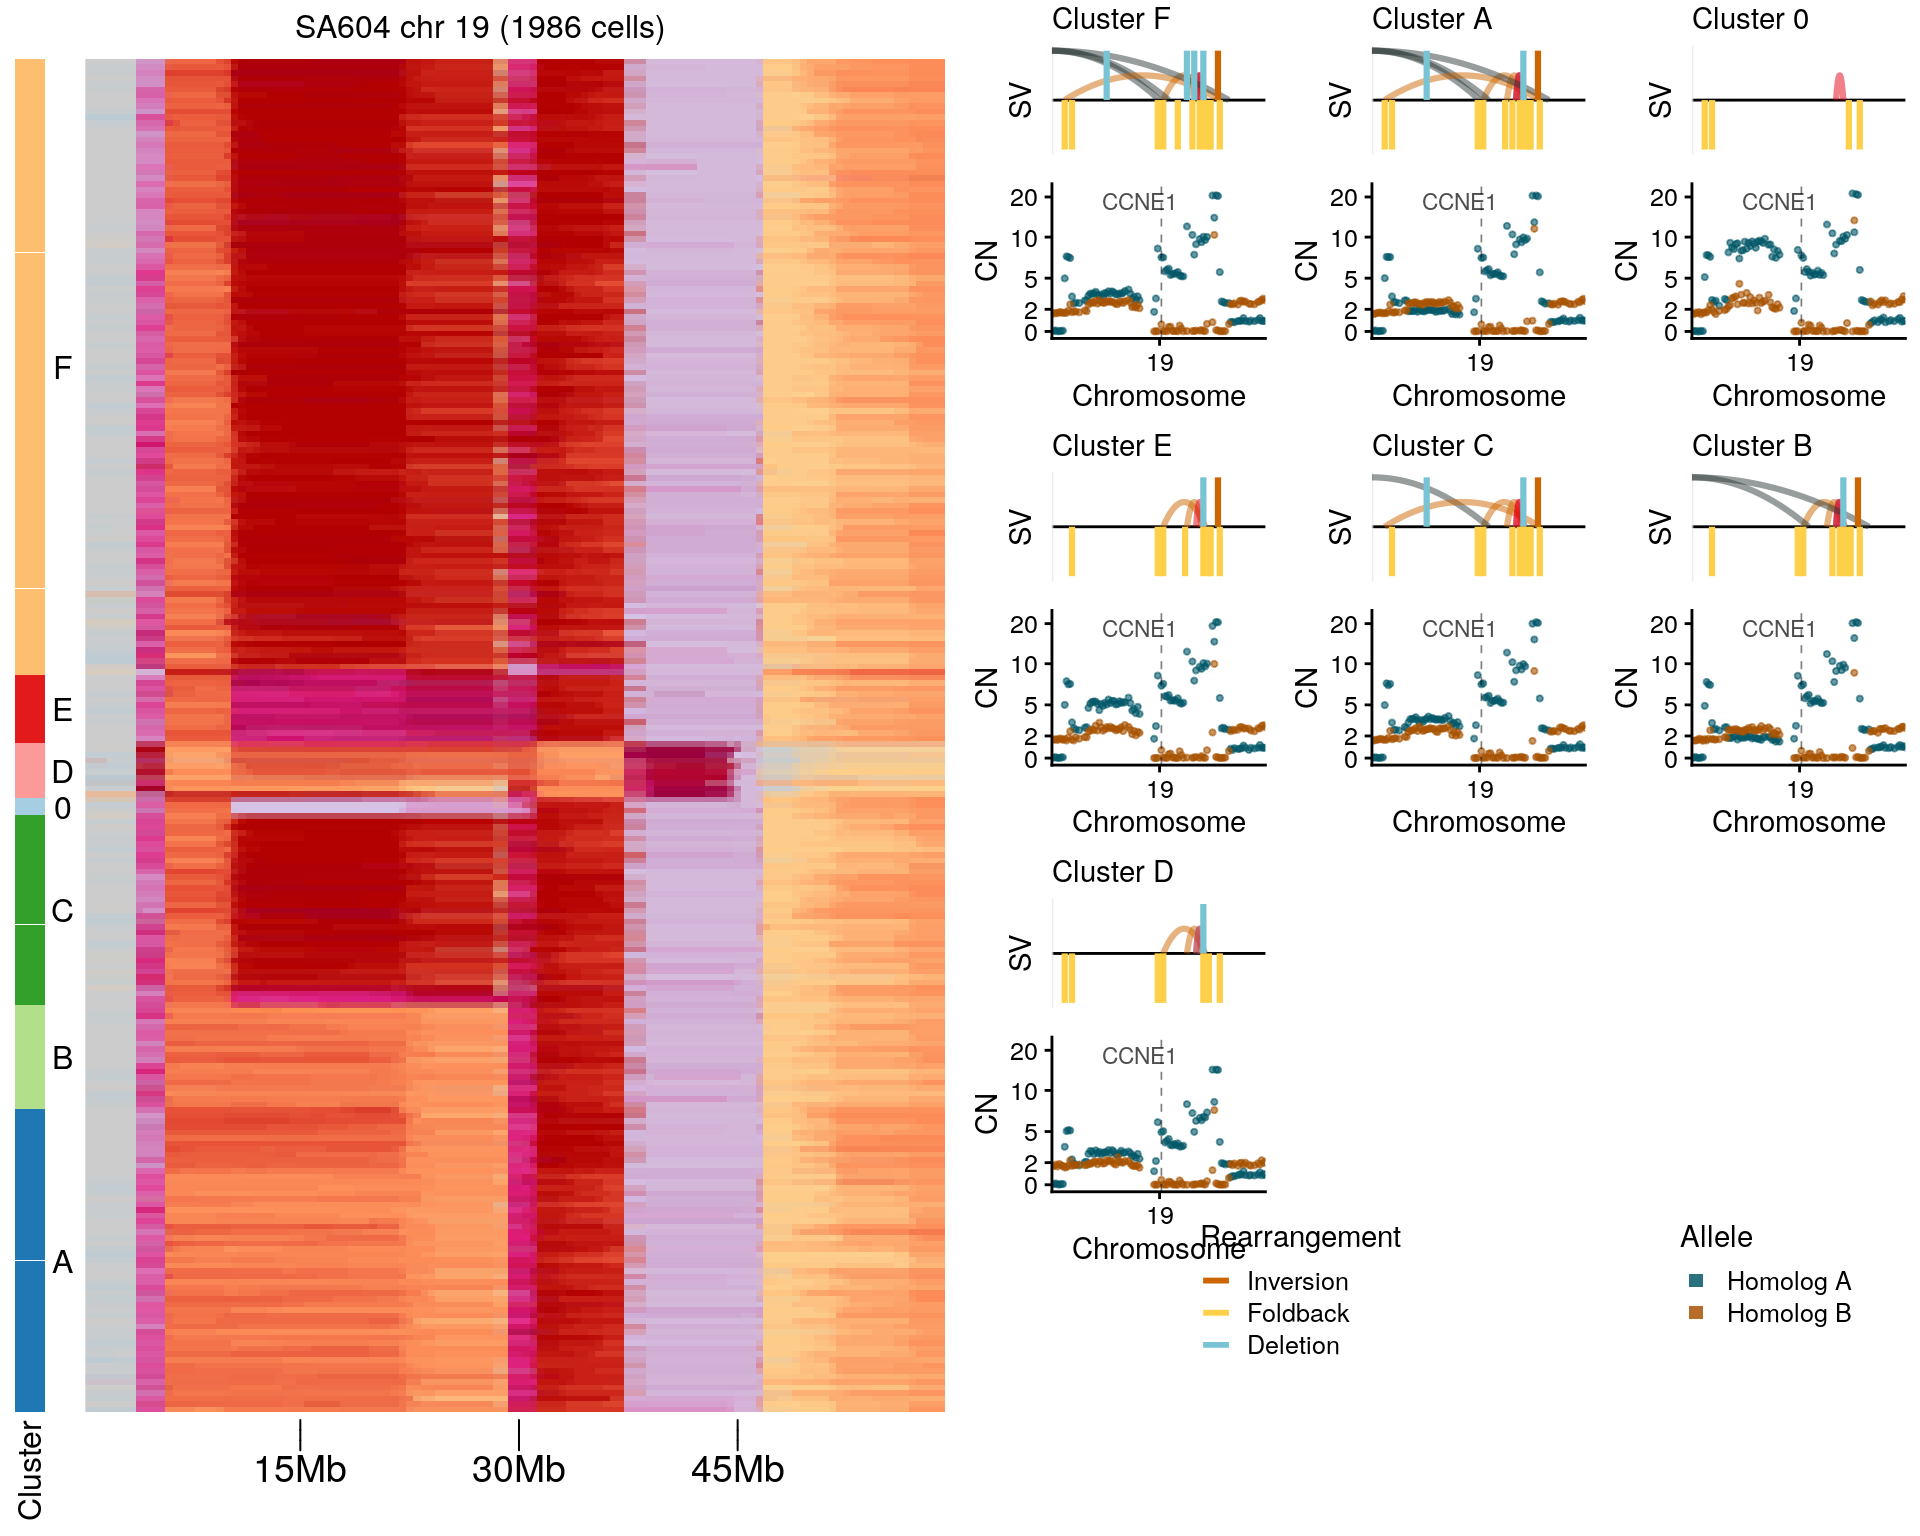 SA604 chr 19 (1986 cells)
F
E
D
0
C
B
A
Cluster
15Mb
30Mb
45Mb
Cluster F
SV
CN
20
10
5
2
0
CCNE1
19
Chromosome
Cluster A
SV
CN
20
10
5
2
0
CCNE1
19
Chromosome
Cluster 0
SV
CN
20
10
5
2
0
CCNE1
19
Chromosome
Cluster E
SV
CN
20
10
5
2
0
CCNE1
19
Chromosome
Cluster C
SV
CN
20
10
5
2
0
CCNE1
19
Chromosome
Cluster B
SV
CN
20
10
5
2
0
CCNE1
19
Chromosome
Cluster D
SV
CN
20
10
5
2
0
CCNE1
19
Chromosome
Rearrangement
Inversion
Foldback
Deletion
Allele
Homolog A
Homolog B